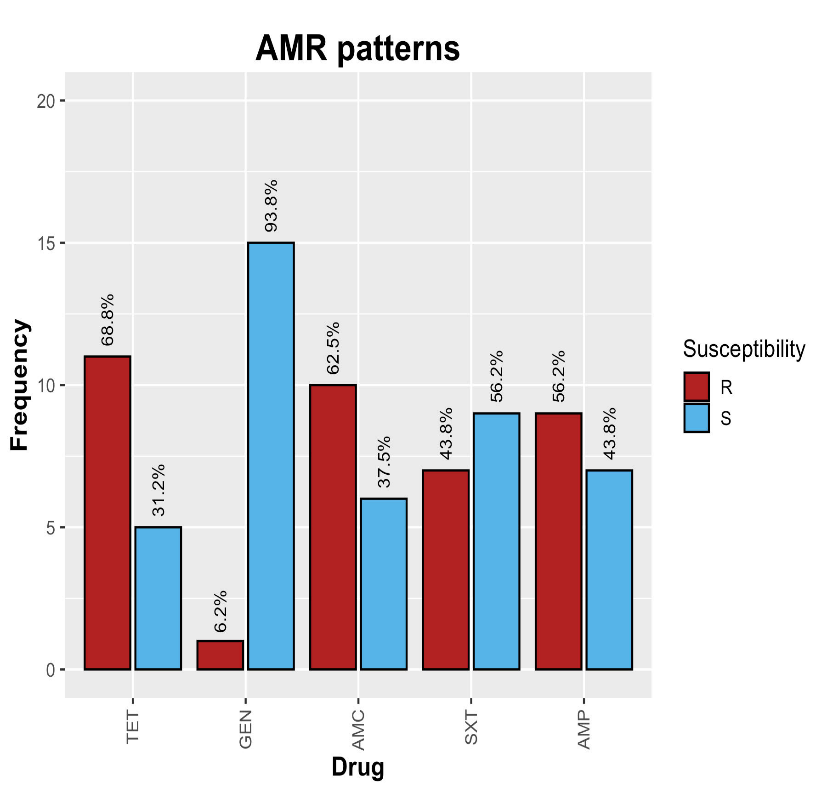 AMR patterns
Frequency
20
15
10
5
0
68.8%
31.2%
6.2%
93.8%
62.5%
37.5%
43.8%
56.2%
56.2%
43.8%
TET
GEN
AMC
SXT
AMP
Drug
Susceptibility
R
S